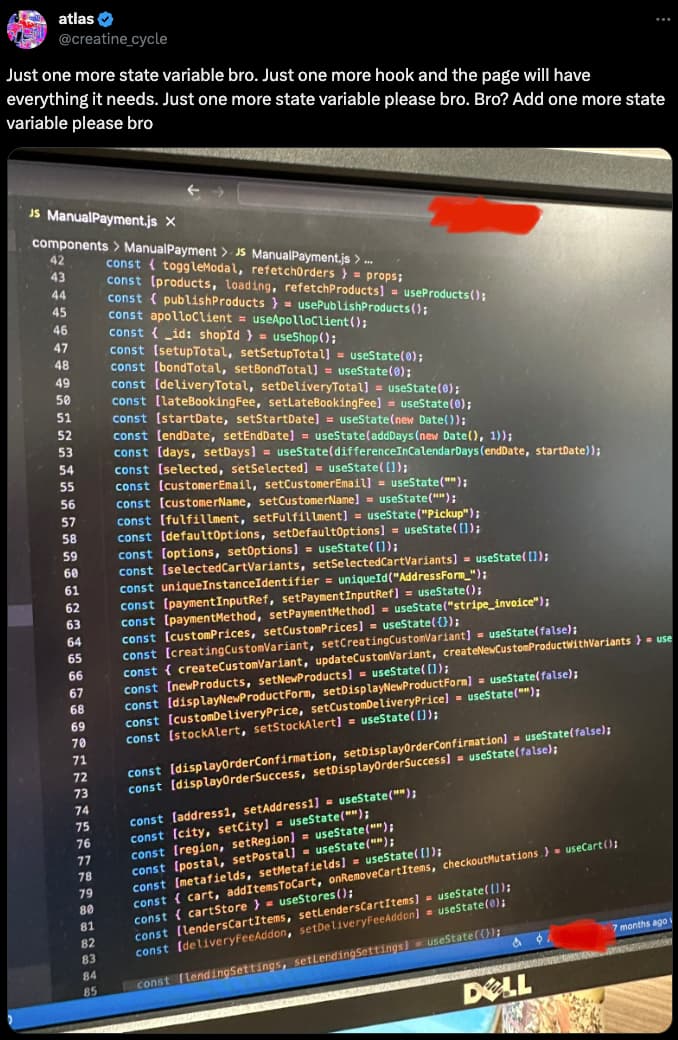 atlas
@creatine_cycle
Just one more state variable bro. Just one more hook and the page will have
everything it needs. Just one more state variable please bro. Bro? Add one more state
variable please bro
JS ManualPayment.js ×
components > ManualPayment > JS ManualPayment.js > ...
42 const { toggleModal, refetchOrders } = props;
43 const [products, loading, refetchProducts] = useProducts();
44 const { publishProducts } = usePublishProducts();
45 const apolloClient = useApolloClient();
46 const { _id: shopId } = useShop();
47 const [setupTotal, setSetupTotal] = useState(0);
48 const [bondTotal, setBondTotal] = useState(0);
49 const [deliveryTotal, setDeliveryTotal] = useState(0);
50 const [lateBookingFee, setLateBookingFee] = useState(0);
51 const [startDate, setStartDate] = useState(new Date());
52 const [endDate, setEndDate] = useState(addDays(new Date(), 1));
53 const [days, setDays] = useState(differenceInCalendarDays(endDate, startDate));
54 const [selected, setSelected] = useState([]);
55 const [customerEmail, setCustomerEmail] = useState("");
56 const [customerName, setCustomerName] = useState("");
57 const [fulfillment, setFulfillment] = useState("Pickup");
58 const [defaultOptions, setDefaultOptions] = useState([]);
59 const [options, setOptions] = useState([]);
60 const [selectedCartVariants, setSelectedCartVariants] = useState([]);
61 const uniqueInstanceIdentifier = uniqueId("AddressForm_");
62 const [paymentInputRef, setPaymentInputRef] = useState();
63 const [paymentMethod, setPaymentMethod] = useState("stripe_invoice");
64 const [customPrices, setCustomPrices] = useState({});
65 const [creatingCustomVariant, setCreatingCustomVariant] = useState(false);
66 const { createCustomVariant, updateCustomVariant, createNewCustomProductWithVariants } = use
67 const [newProducts, setNewProducts] = useState([]);
68 const [displayNewProductForm, setDisplayNewProductForm] = useState(false);
69 const [customDeliveryPrice, setCustomDeliveryPrice] = useState("");
70 const [stockAlert, setStockAlert] = useState([]);
71
72 const [displayOrderConfirmation, setDisplayOrderConfirmation] = useState(false);
73 const [displayOrderSuccess, setDisplayOrderSuccess] = useState(false);
74
75 const [address1, setAddress1] = useState("");
76 const [city, setCity] = useState("");
77 const [region, setRegion] = useState("");
78 const [postal, setPostal] = useState("");
79 const [metafields, setMetafields] = useState([]);
80 const { cart, addItemsToCart, onRemoveCartItems, checkoutMutations } = useCart();
81 const { cartStore } = useStores();
82 const [lendersCartItems, setLendersCartItems] = useState([]);
83 const [deliveryFeeAddon, setDeliveryFeeAddon] = useState(0);
84
85 const [lendingSettings, setLendingSettings] = useState({});
7 months ago
DELL